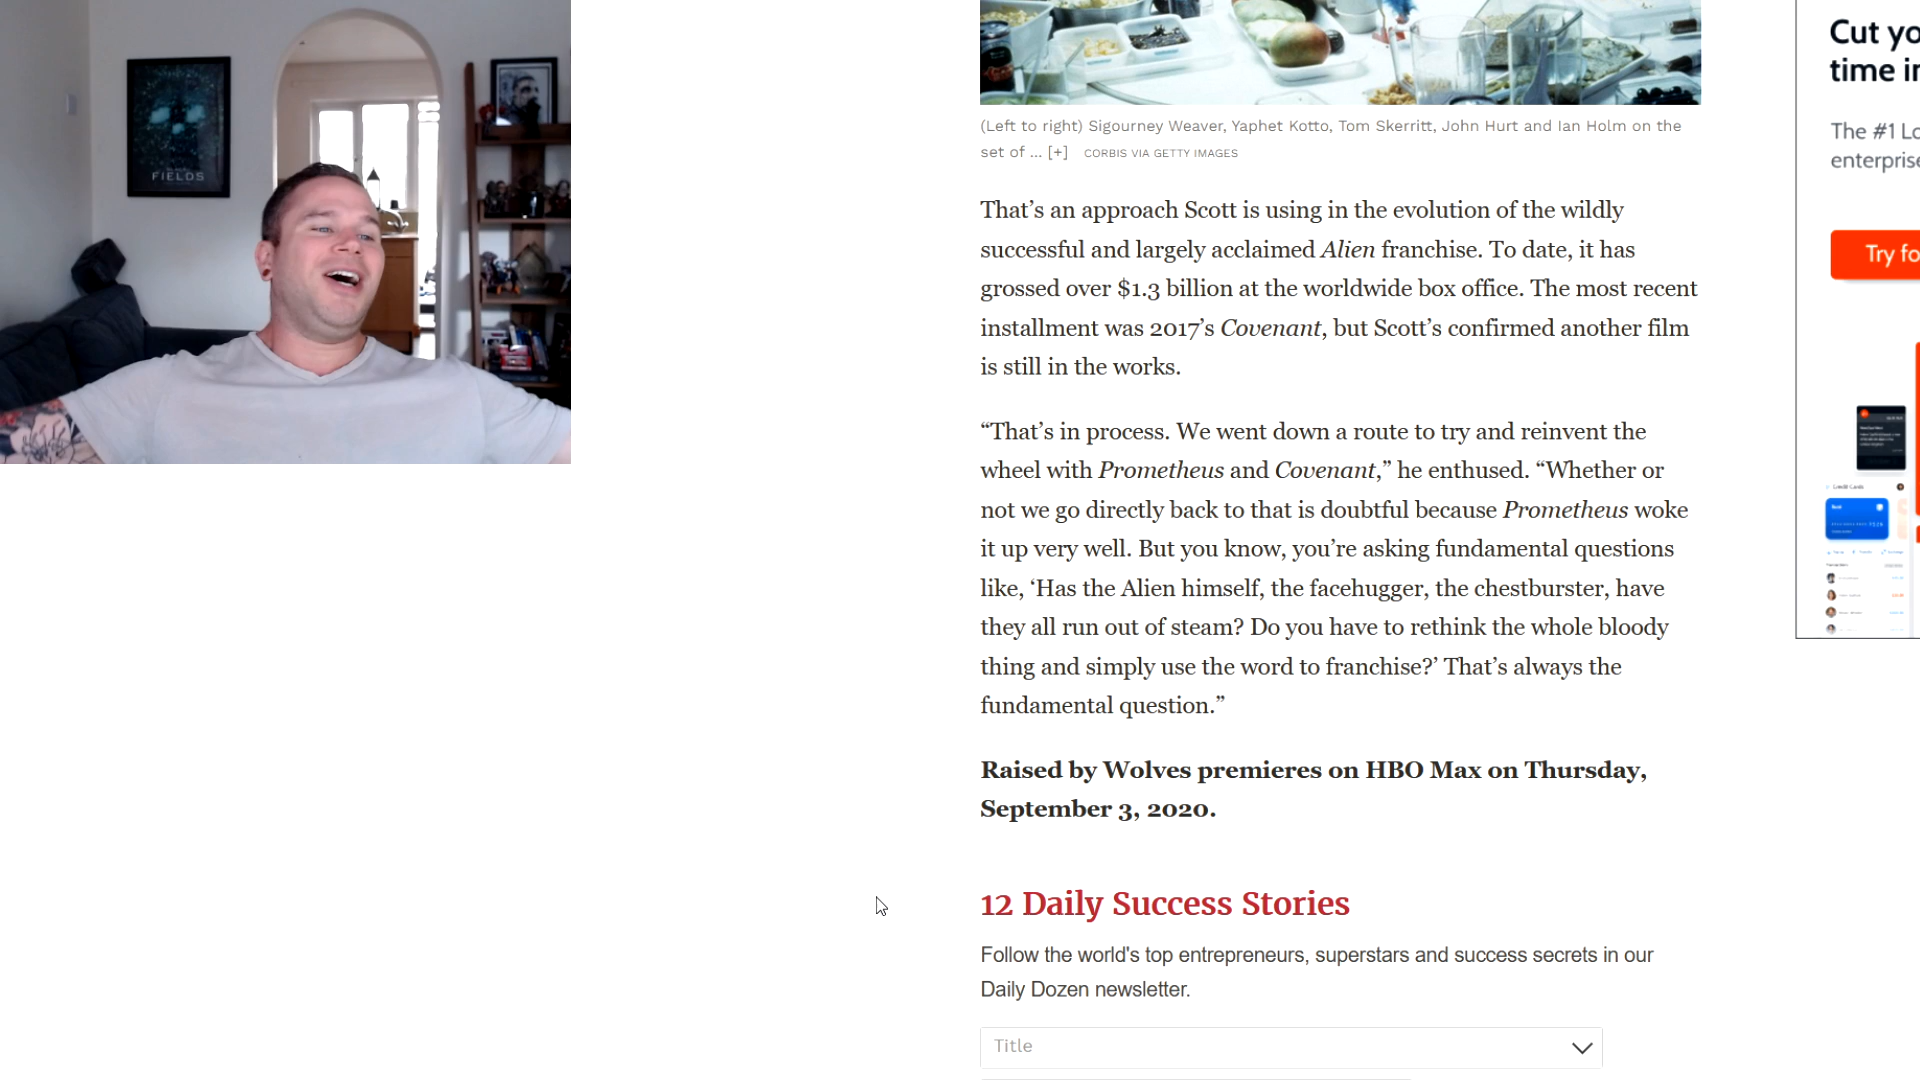 FIELDS
(Left to right) Sigourney Weaver, Yaphet Kotto, Tom Skerritt, John Hurt and Ian Holm on the
set of ... [+] CORBIS VIA GETTY IMAGES
That’s an approach Scott is using in the evolution of the wildly
successful and largely acclaimed Alien franchise. To date, it has
grossed over $1.3 billion at the worldwide box office. The most recent
installment was 2017’s Covenant, but Scott’s confirmed another film
is still in the works.
“That’s in process. We went down a route to try and reinvent the
wheel with Prometheus and Covenant,” he enthused. “Whether or
not we go directly back to that is doubtful because Prometheus woke
it up very well. But you know, you’re asking fundamental questions
like, ‘Has the Alien himself, the facehugger, the chestburster, have
they all run out of steam? Do you have to rethink the whole bloody
thing and simply use the word to franchise?’ That’s always the
fundamental question.”
Raised by Wolves premieres on HBO Max on Thursday,
September 3, 2020.
12 Daily Success Stories
Follow the world's top entrepreneurs, superstars and success secrets in our
Daily Dozen newsletter.
Title
Cut yo
time in
The #1 Lo
enterprise
Try fo
Credit Cards